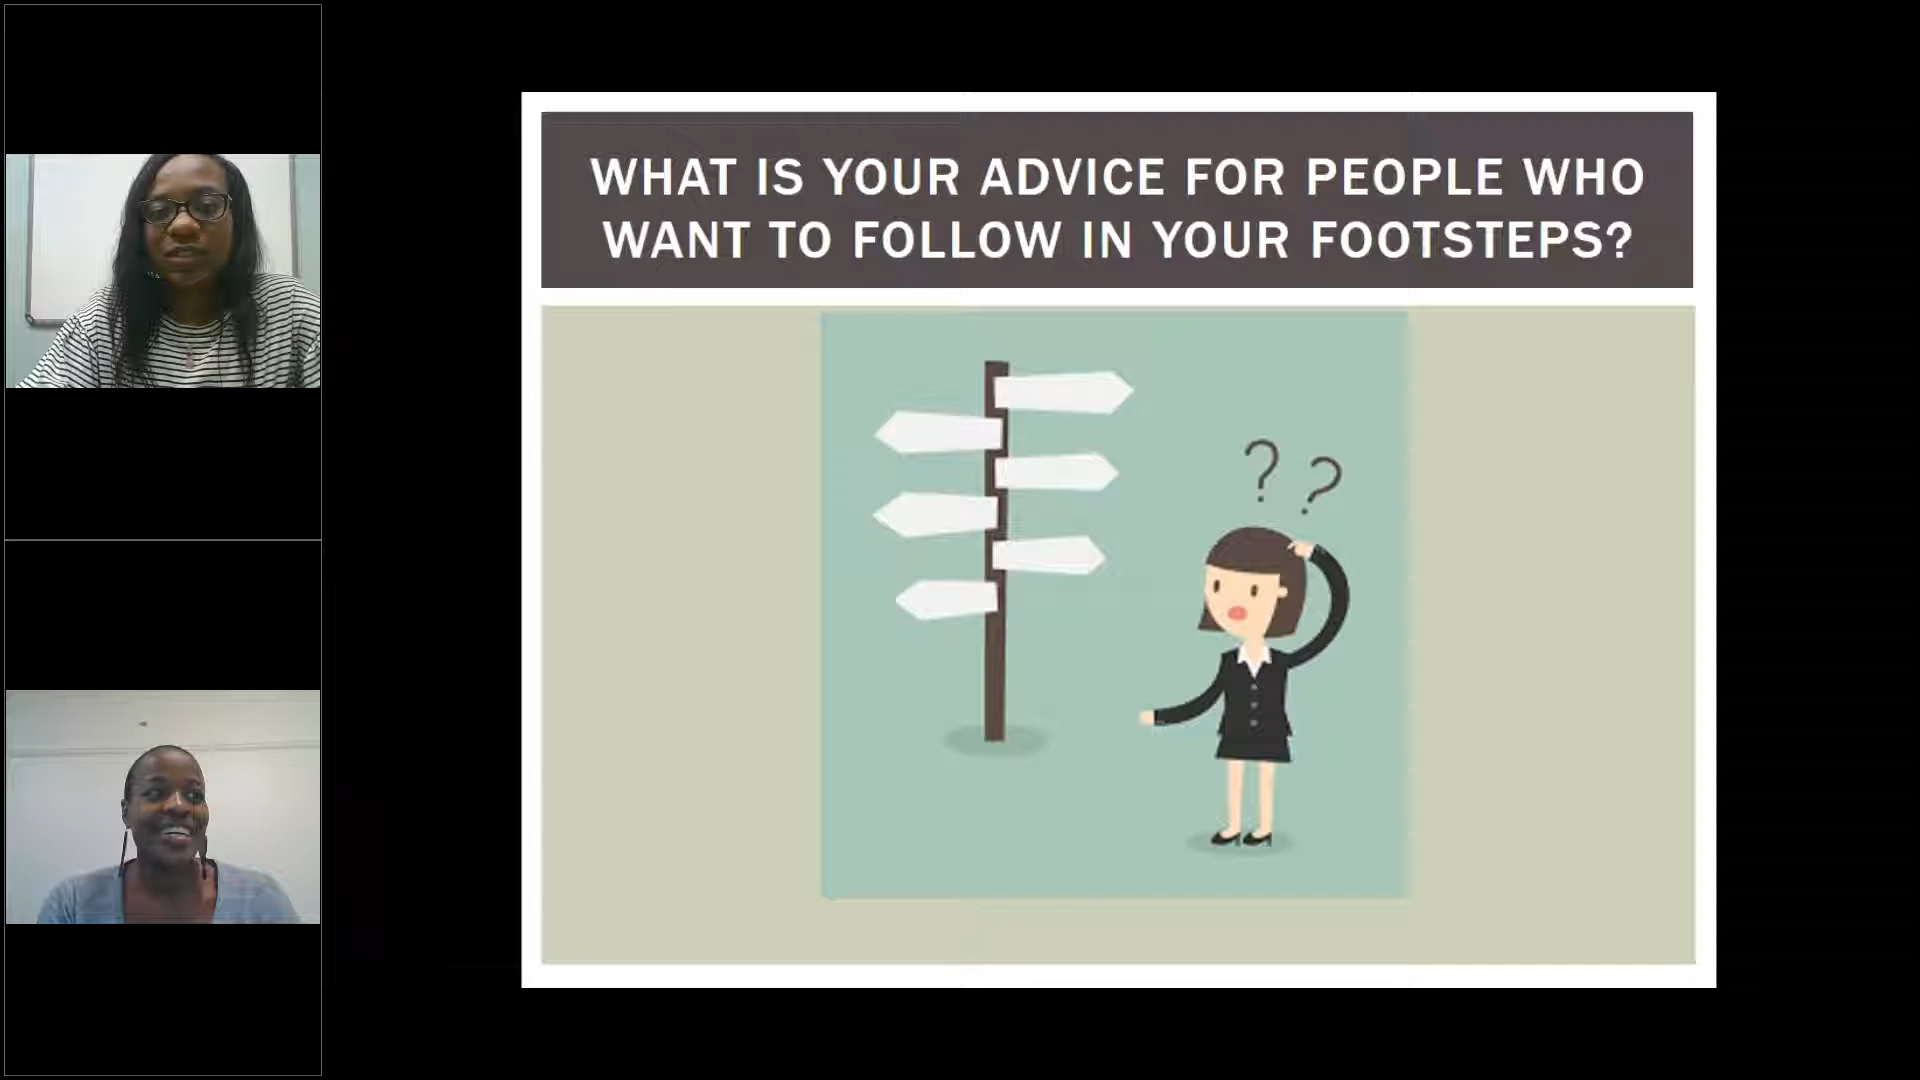 WHAT IS YOUR ADVICE FOR PEOPLE WHO
WANT TO FOLLOW IN YOUR FOOTSTEPS?
? ?